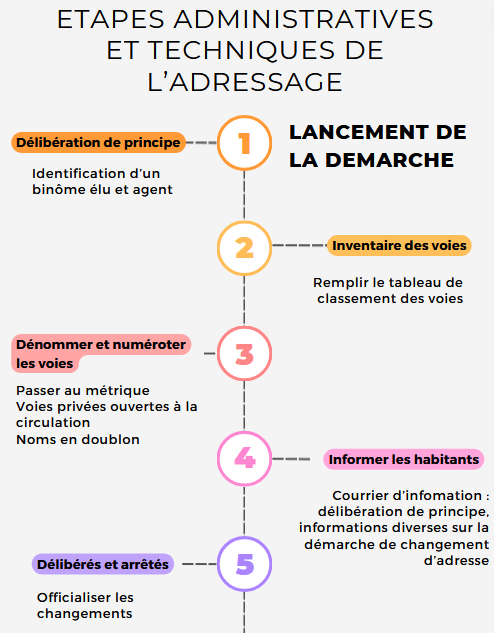 ETAPES ADMINISTRATIVES
ET TECHNIQUES DE
L’ADRESSAGE
1
LANCEMENT DE
LA DEMARCHE
Délibération de principe
Identification d’un
binôme élu et agent
2
Inventaire des voies
Remplir le tableau de
classement des voies
3
Dénommer et numéroter
les voies
Passer au métrique
Voies privées ouvertes à la
circulation
Noms en doublon
4
Informer les habitants
Courrier d’infomation :
délibération de principe,
informations diverses sur la
démarche de changement
d’adresse
5
Délibérés et arrêtés
Officialiser les
changements